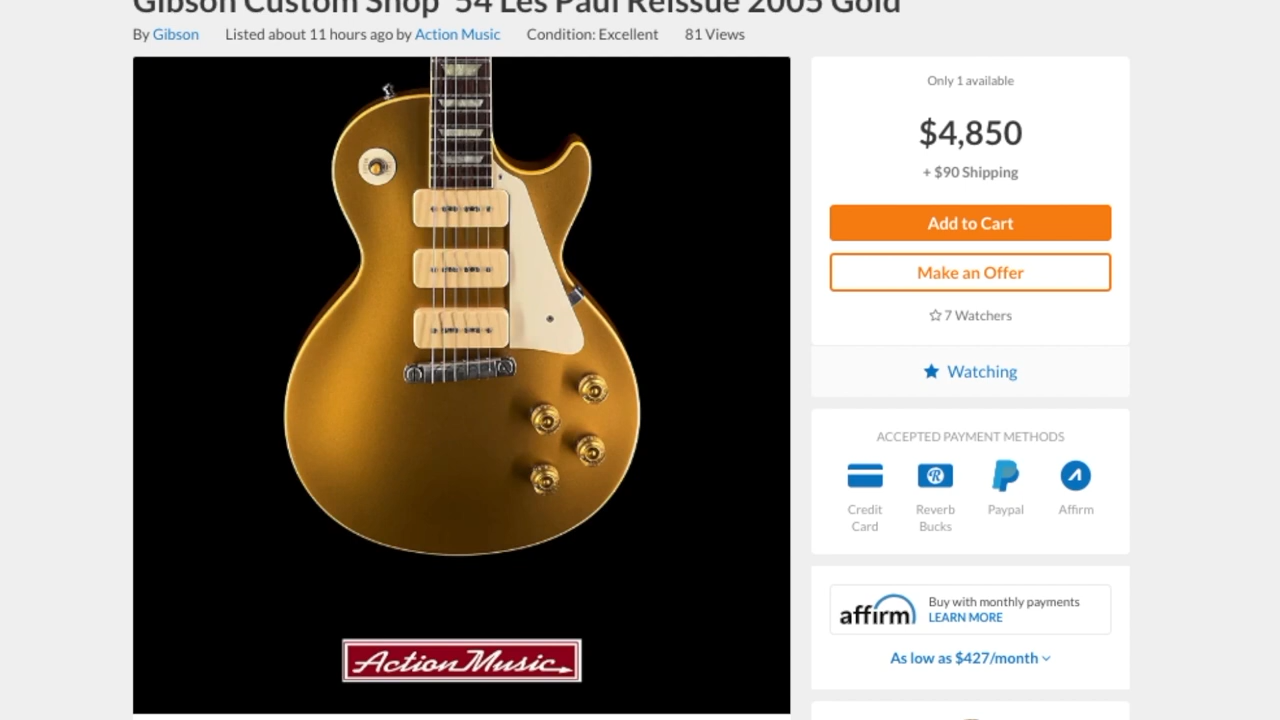 Gibson Custom Shop '54 Les Paul Reissue 2005 Gold
By Gibson Listed about 11 hours ago by Action Music Condition: Excellent 81 Views
Only 1 available
$4,850
+ $90 Shipping
Add to Cart
Make an Offer
7 Watchers
Watching
ACCEPTED PAYMENT METHODS
Credit Card
Reverb Bucks
Paypal
Affirm
affirm
Buy with monthly payments
LEARN MORE
As low as $427/month
Action Music